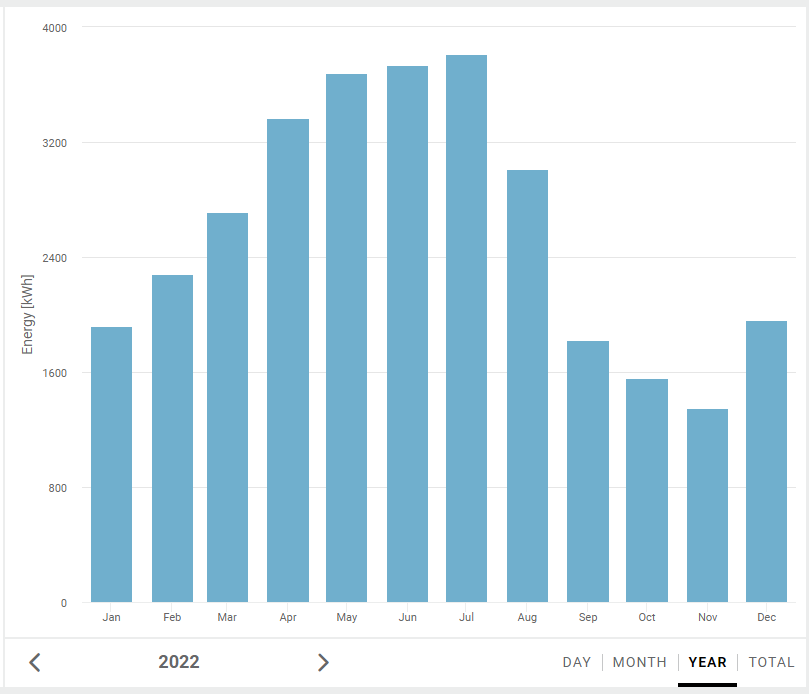 4000
3200
2400
1600
800
0
Energy [kWh]
Jan Feb Mar Apr May Jun Jul Aug Sep Oct Nov Dec
2022 DAY MONTH YEAR TOTAL